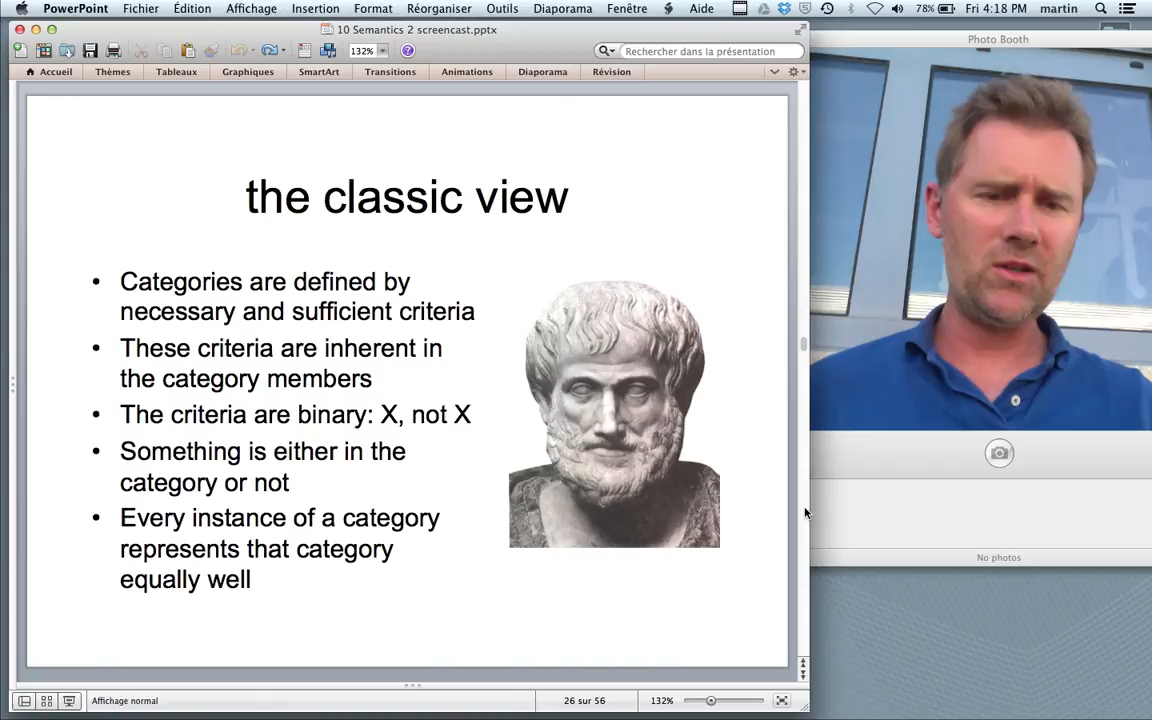 PowerPoint Fichier Édition Affichage Insertion Format Réorganiser Outils Diaporama Fenêtre Aide 78% Fri 4:18 PM martin
10 Semantics 2 screencast.pptx
Photo Booth
132% Rechercher dans la présentation
Accueil Thèmes Tableaux Graphiques SmartArt Transitions Animations Diaporama Révision
the classic view
• Categories are defined by
necessary and sufficient criteria
• These criteria are inherent in
the category members
• The criteria are binary: X, not X
• Something is either in the
category or not
• Every instance of a category
represents that category
equally well
No photos
Affichage normal 26 sur 56 132%